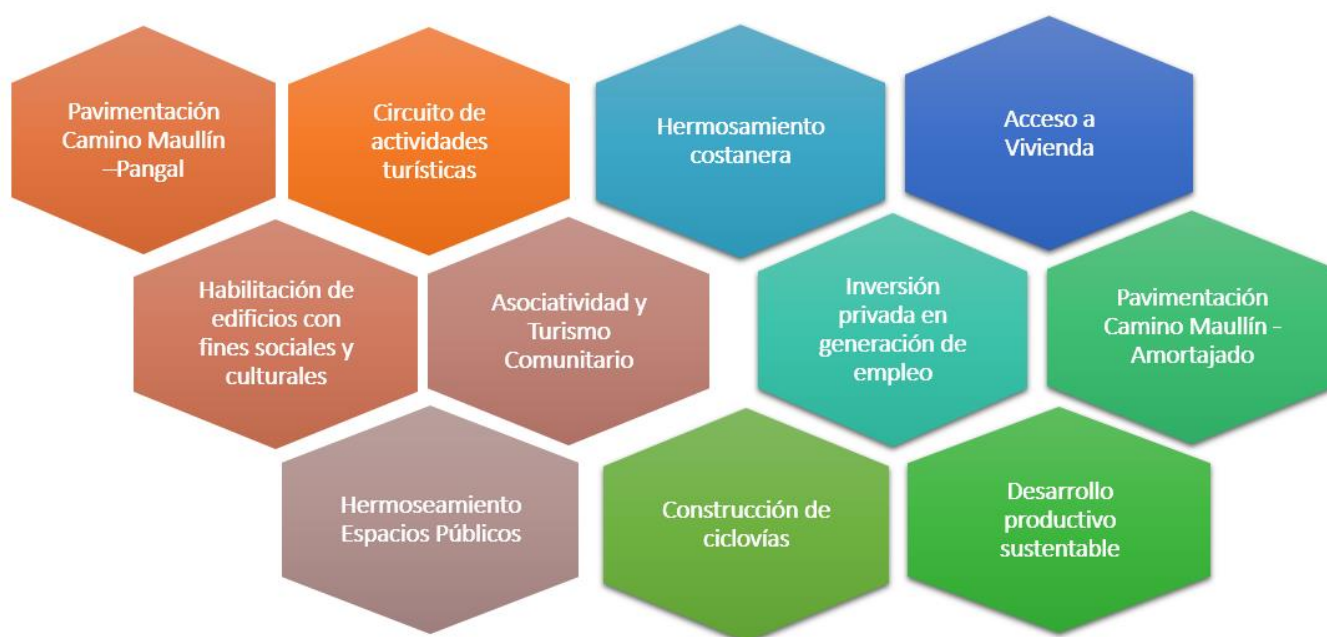 Pavimentación
Camino Maullín
–Pangal
Circuito de
actividades
turísticas
Hermosamiento
costanera
Acceso a
Vivienda
Habilitación de
edificios con
fines sociales y
culturales
Asociatividad y
Turismo
Comunitario
Inversión
privada en
generación de
empleo
Pavimentación
Camino Maullín -
Amortajado
Hermoseamiento
Espacios Públicos
Construcción de
ciclovías
Desarrollo
productivo
sustentable